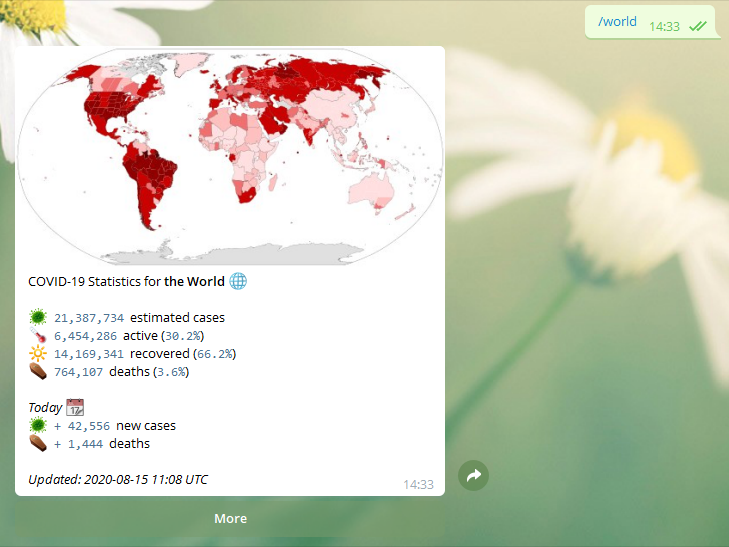 /world 14:33
COVID-19 Statistics for the World
21,387,734 estimated cases
6,454,286 active (30.2%)
14,169,341 recovered (66.2%)
764,107 deaths (3.6%)
Today
+ 42,556 new cases
+ 1,444 deaths
Updated: 2020-08-15 11:08 UTC
14:33
More